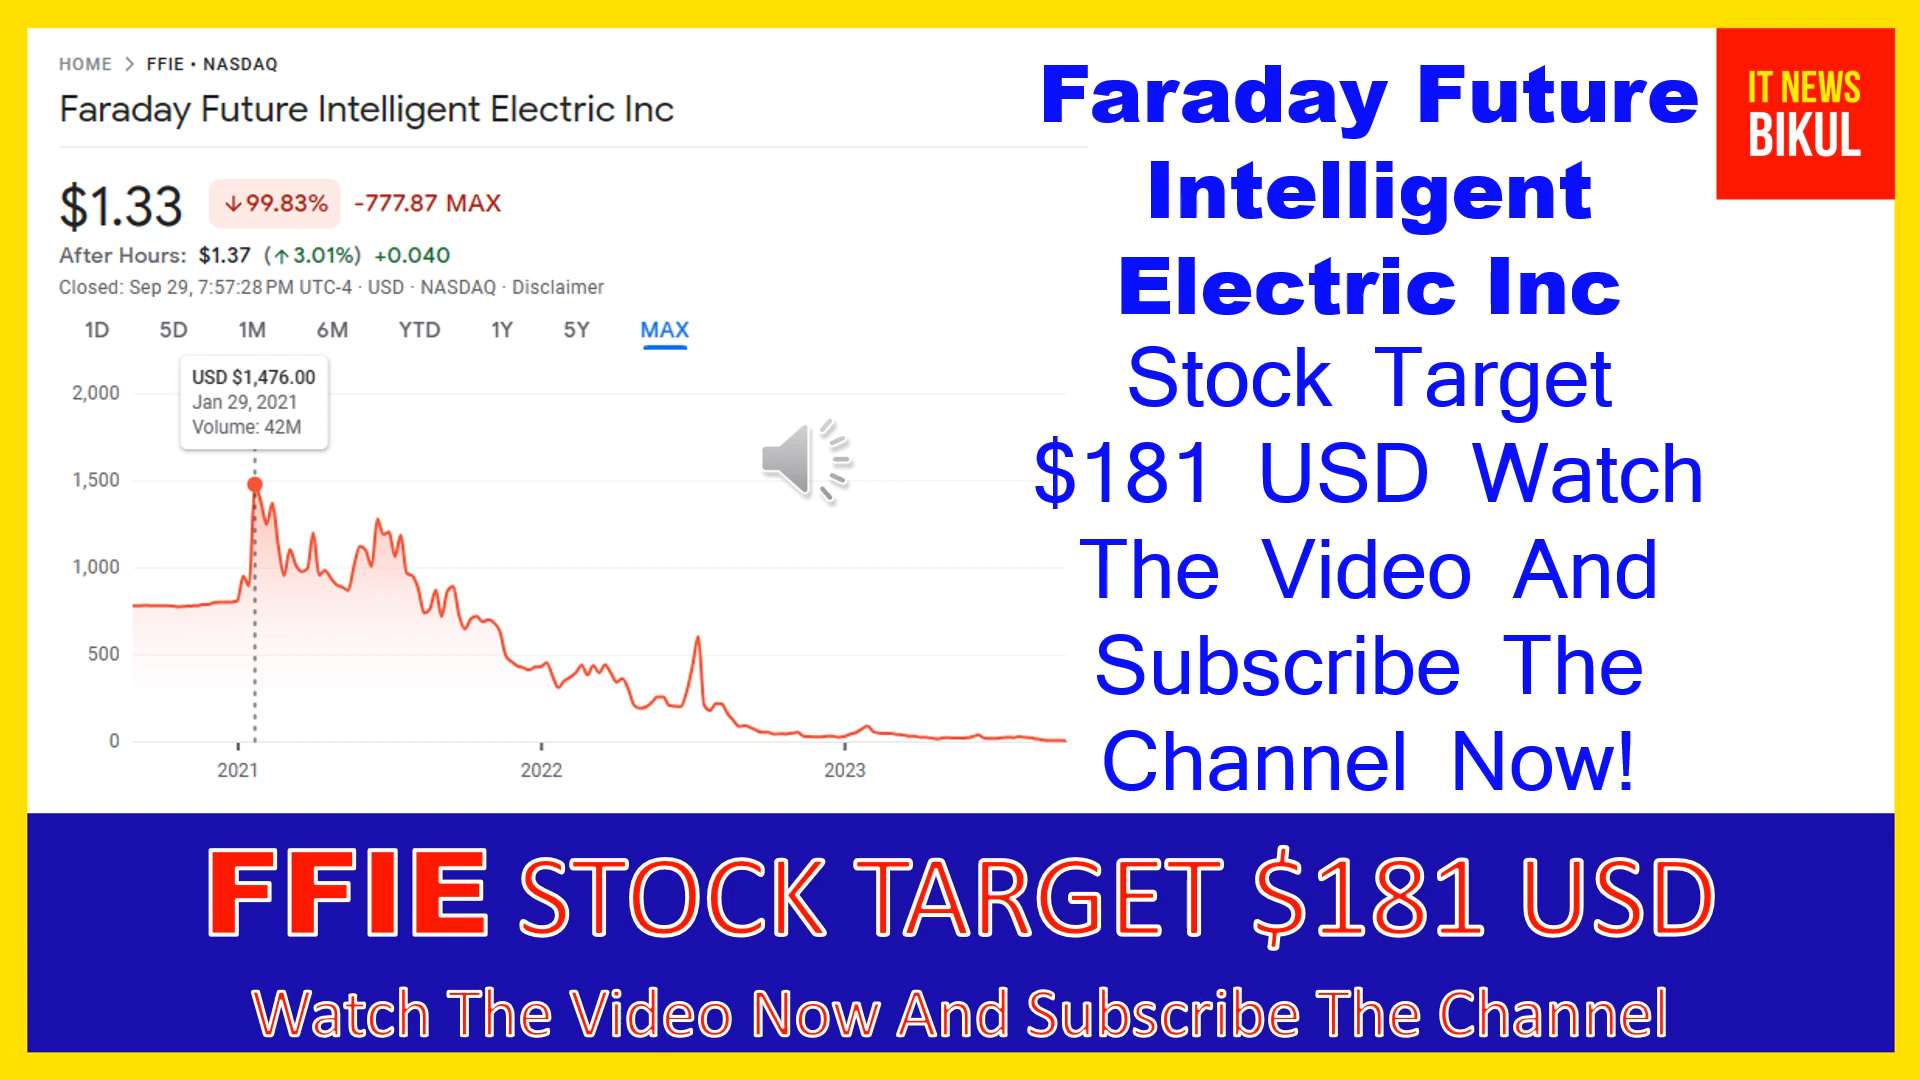 HOME > FFIE • NASDAQ
Faraday Future Intelligent Electric Inc
$1.33 ↓99.83% -777.87 MAX
After Hours: $1.37 (↑3.01%) +0.040
Closed: Sep 29, 7:57:28 PM UTC-4 · USD · NASDAQ · Disclaimer
1D 5D 1M 6M YTD 1Y 5Y MAX
USD $1,476.00
Jan 29, 2021
Volume: 42M
2,000
1,500
1,000
500
0
2021 2022 2023
Faraday Future
Intelligent
Electric Inc
Stock Target
$181 USD Watch
The Video And
Subscribe The
Channel Now!
IT NEWS
BIKUL
FFIE STOCK TARGET $181 USD
Watch The Video Now And Subscribe The Channel